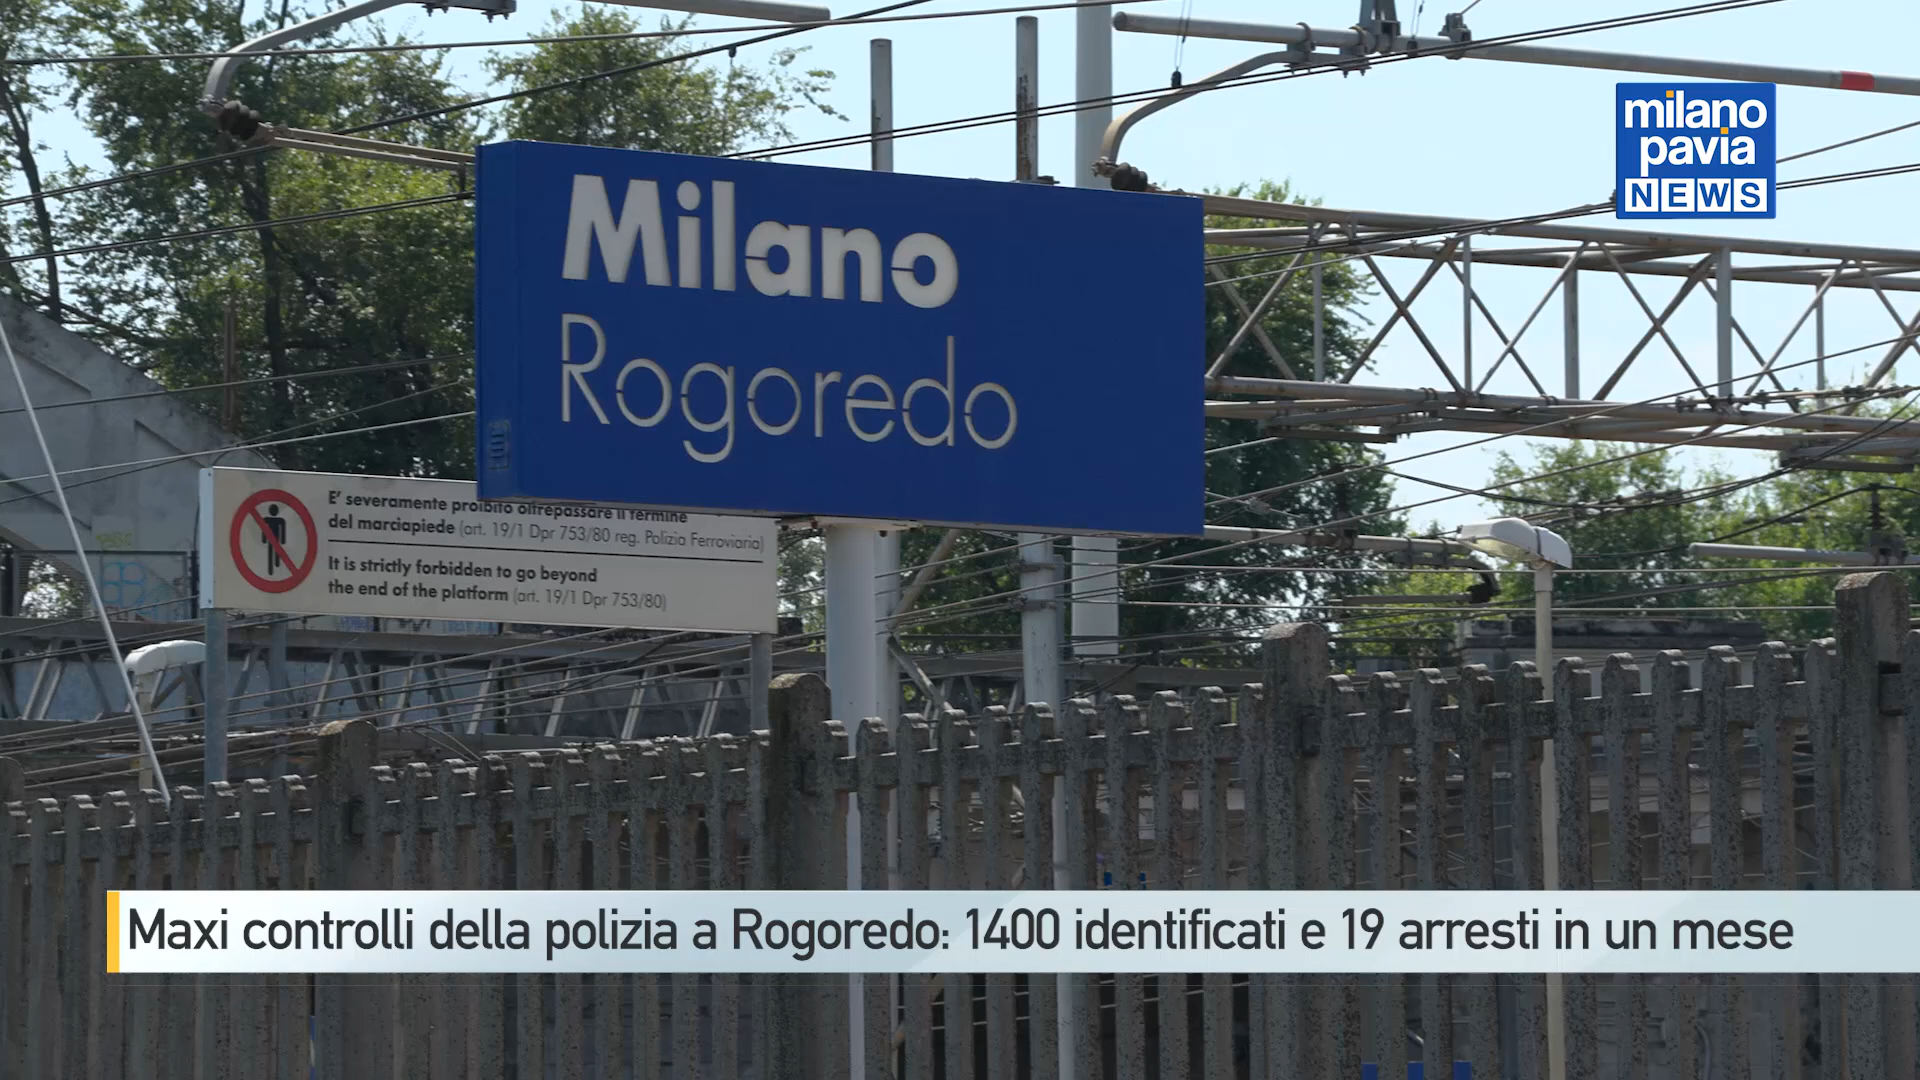 milano
pavia
NEWS
Milano
Rogoredo
E' severamente proibito oltrepassare il termine
del marciapiede (art. 19/1 Dpr 753/80 reg. Polizia Ferroviaria)
It is strictly forbidden to go beyond
the end of the platform (art. 19/1 Dpr 753/80)
Maxi controlli della polizia a Rogoredo: 1400 identificati e 19 arresti in un mese